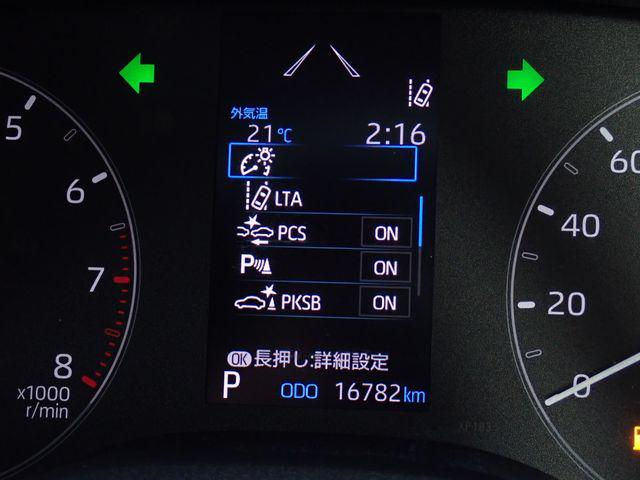 外気温
21℃ 2:16
LTA
PCS ON
P ON
PKSB ON
OK 長押し:詳細設定
P ODO 16782km
5
6
7
8
x1000
r/min
60
40
20
0